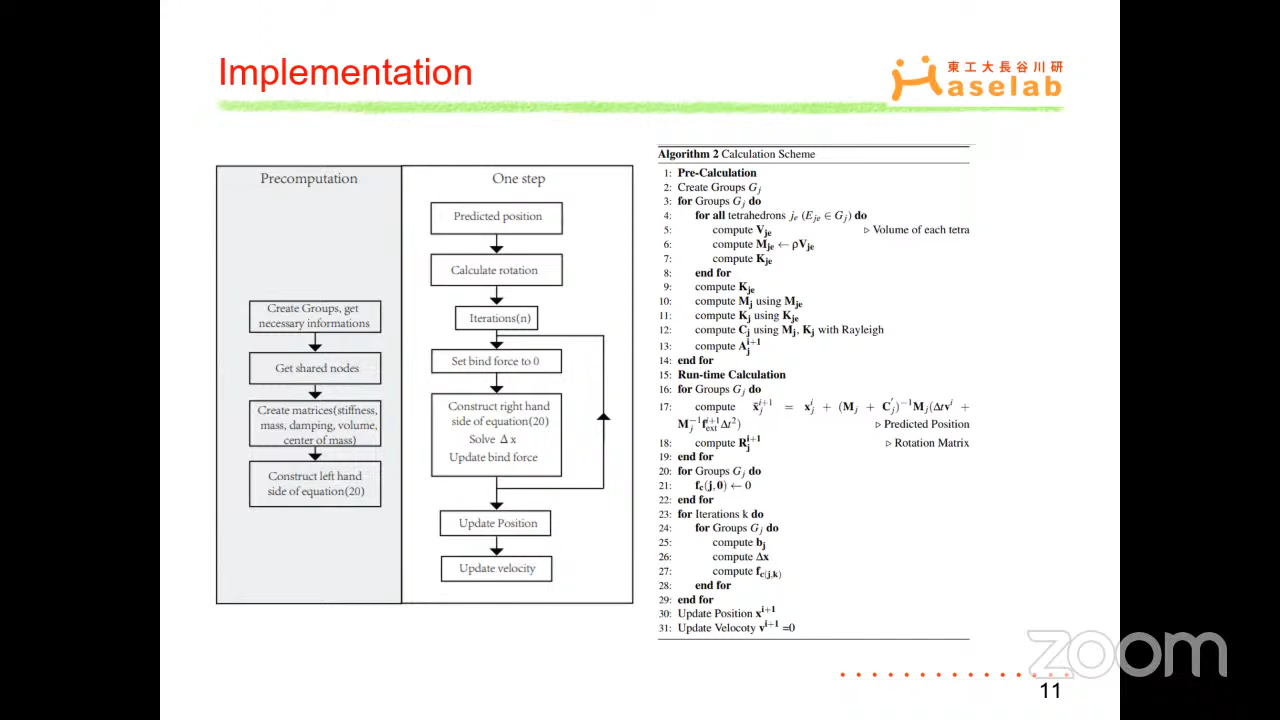 Implementation
東工大長谷川研
Haselab
Precomputation
Create Groups, get
necessary informations
Get shared nodes
Create matrices(stiffness,
mass, damping, volume,
center of mass)
Construct left hand
side of equation(20)
One step
Predicted position
Calculate rotation
Iterations(n)
Set bind force to 0
Construct right hand
side of equation(20)
Solve Δ x
Update bind force
Update Position
Update velocity
Algorithm 2 Calculation Scheme
1: Pre-Calculation
2: Create Groups G_j
3: for Groups G_j do
4: for all tetrahedrons j_e (E_je ∈ G_j) do
5: compute V_je ▷ Volume of each tetra
6: compute M_je ← ρV_je
7: compute K_je
8: end for
9: compute K_je
10: compute M_j using M_je
11: compute K_j using K_je
12: compute C_j using M_j, K_j with Rayleigh
13: compute A_j^{i+1}
14: end for
15: Run-time Calculation
16: for Groups G_j do
17: compute x̄_j^{i+1} = x_j^i + (M_j + C_j')^{-1}M_j(Δtv^i +
M_j^{-1}f_ext^{i+1}Δt^2) ▷ Predicted Position
18: compute R_j^{i+1} ▷ Rotation Matrix
19: end for
20: for Groups G_j do
21: f_c(j,0) ← 0
22: end for
23: for Iterations k do
24: for Groups G_j do
25: compute b_j
26: compute Δx
27: compute f_c(j,k)
28: end for
29: end for
30: Update Position x^{i+1}
31: Update Velocoty v^{i+1} =0
zoom
11